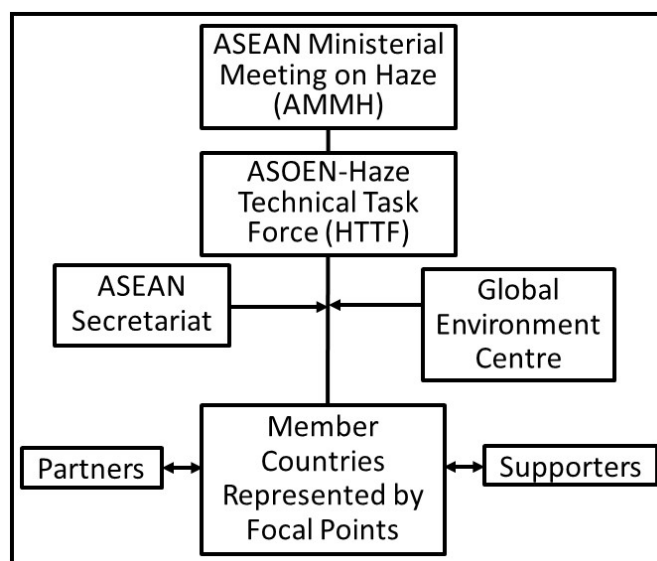 ASEAN Ministerial
Meeting on Haze
(AMMH)
ASOEN-Haze
Technical Task
Force (HTTF)
ASEAN
Secretariat
Global
Environment
Centre
Member
Countries
Represented by
Focal Points
Partners
Supporters